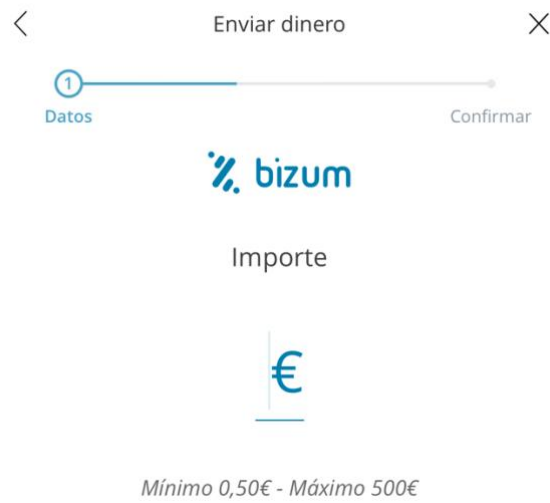 Enviar dinero
1
Datos
Confirmar
bizum
Importe
€
Mínimo 0,50€ - Máximo 500€